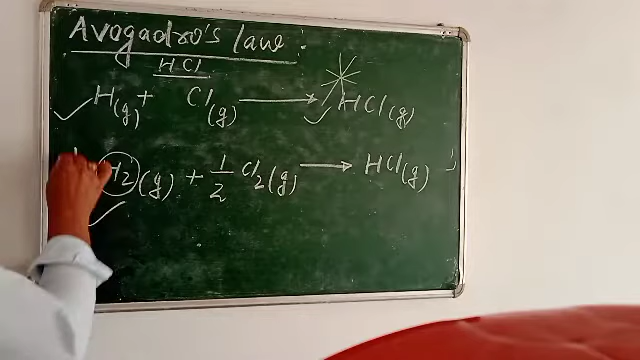 Avogadro's law :
HCl
H(g) + Cl(g) → HCl(g)
H2(g) + 1/2 Cl2(g) → HCl(g)